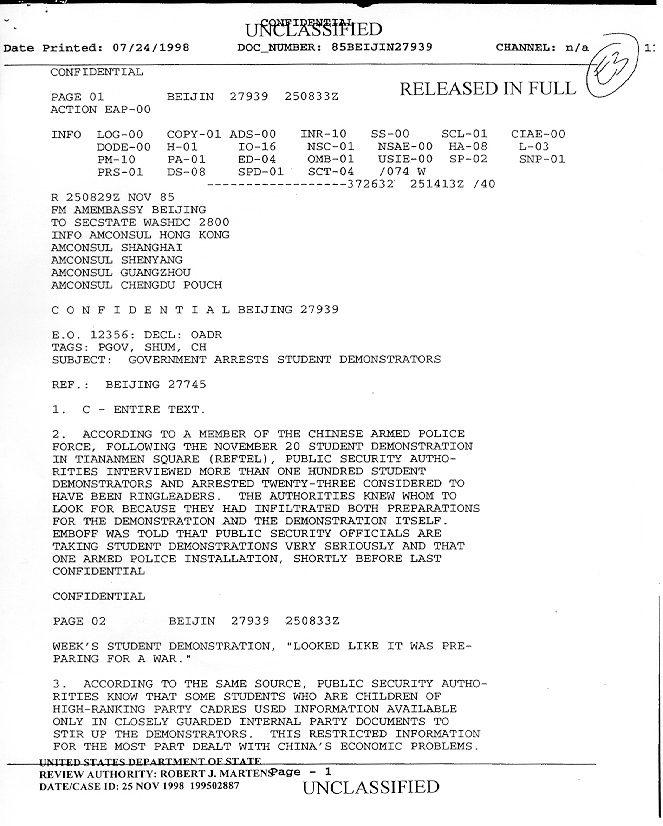 CONFIDENTIAL
UNCLASSIFIED
Date Printed: 07/24/1998 DOC_NUMBER: 85BEIJIN27939 CHANNEL: n/a
CONFIDENTIAL
RELEASED IN FULL
PAGE 01 BEIJIN 27939 250833Z
ACTION EAP-00
INFO LOG-00 COPY-01 ADS-00 INR-10 SS-00 SCL-01 CIAE-00
DODE-00 H-01 IO-16 NSC-01 NSAE-00 HA-08 L-03
PM-10 PA-01 ED-04 OMB-01 USIE-00 SP-02 SNP-01
PRS-01 DS-08 SPD-01 SCT-04 /074 W
------------------372632 251413Z /40
R 250829Z NOV 85
FM AMEMBASSY BEIJING
TO SECSTATE WASHDC 2800
INFO AMCONSUL HONG KONG
AMCONSUL SHANGHAI
AMCONSUL SHENYANG
AMCONSUL GUANGZHOU
AMCONSUL CHENGDU POUCH
C O N F I D E N T I A L BEIJING 27939
E.O. 12356: DECL: OADR
TAGS: PGOV, SHUM, CH
SUBJECT: GOVERNMENT ARRESTS STUDENT DEMONSTRATORS
REF.: BEIJING 27745
1. C - ENTIRE TEXT.
2. ACCORDING TO A MEMBER OF THE CHINESE ARMED POLICE
FORCE, FOLLOWING THE NOVEMBER 20 STUDENT DEMONSTRATION
IN TIANANMEN SQUARE (REFTEL), PUBLIC SECURITY AUTHO-
RITIES INTERVIEWED MORE THAN ONE HUNDRED STUDENT
DEMONSTRATORS AND ARRESTED TWENTY-THREE CONSIDERED TO
HAVE BEEN RINGLEADERS. THE AUTHORITIES KNEW WHOM TO
LOOK FOR BECAUSE THEY HAD INFILTRATED BOTH PREPARATIONS
FOR THE DEMONSTRATION AND THE DEMONSTRATION ITSELF.
EMBOFF WAS TOLD THAT PUBLIC SECURITY OFFICIALS ARE
TAKING STUDENT DEMONSTRATIONS VERY SERIOUSLY AND THAT
ONE ARMED POLICE INSTALLATION, SHORTLY BEFORE LAST
CONFIDENTIAL
CONFIDENTIAL
PAGE 02 BEIJIN 27939 250833Z
WEEK'S STUDENT DEMONSTRATION, "LOOKED LIKE IT WAS PRE-
PARING FOR A WAR."
3. ACCORDING TO THE SAME SOURCE, PUBLIC SECURITY AUTHO-
RITIES KNOW THAT SOME STUDENTS WHO ARE CHILDREN OF
HIGH-RANKING PARTY CADRES USED INFORMATION AVAILABLE
ONLY IN CLOSELY GUARDED INTERNAL PARTY DOCUMENTS TO
STIR UP THE DEMONSTRATORS. THIS RESTRICTED INFORMATION
FOR THE MOST PART DEALT WITH CHINA'S ECONOMIC PROBLEMS.
UNITED STATES DEPARTMENT OF STATE
REVIEW AUTHORITY: ROBERT J. MARTENS Page - 1
DATE/CASE ID: 25 NOV 1998 199502887 UNCLASSIFIED